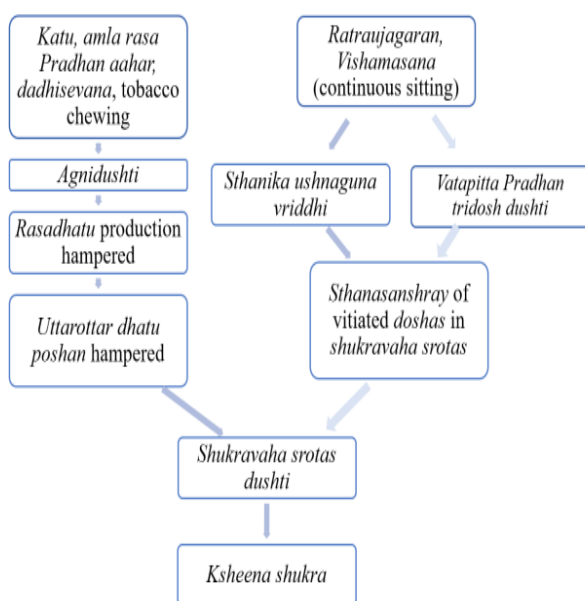 Katu, amla rasa
Pradhan aahar,
dadhisevana, tobacco
chewing
Agnidushti
Rasadhatu production
hampered
Uttarottar dhatu
poshan hampered
Ratraujagaran,
Vishamasana
(continuous sitting)
Sthanika ushnaguna
vriddhi
Vatapitta Pradhan
tridosh dushti
Sthanasanshray of
vitiated doshas in
shukravaha srotas
Shukravaha srotas
dushti
Ksheena shukra